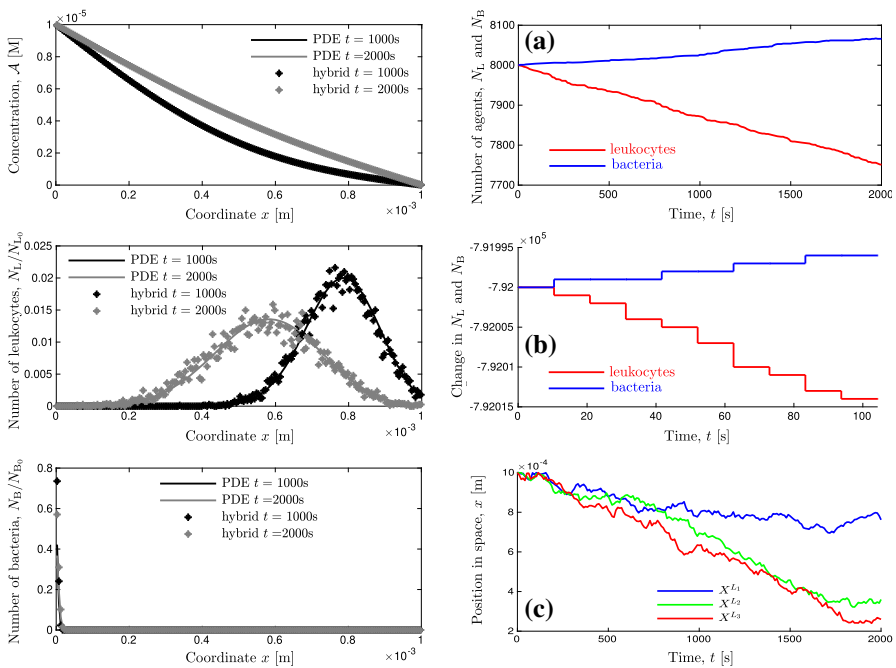 ×10⁻⁵
Concentration, 𝒜 [M]
1
0.8
0.6
0.4
0.2
0
PDE t = 1000s
PDE t =2000s
hybrid t = 1000s
hybrid t = 2000s
0 0.2 0.4 0.6 0.8 1
Coordinate x [m]
×10⁻³
(a)
Number of agents, N_L and N_B
8100
8000
7900
7800
7700
leukocytes
bacteria
0 500 1000 1500 2000
Time, t [s]
Number of leukocytes, N_L/N_L₀
0.025
0.02
0.015
0.01
0.005
0
PDE t = 1000s
PDE t = 2000s
hybrid t = 1000s
hybrid t = 2000s
0 0.2 0.4 0.6 0.8 1
Coordinate x [m]
×10⁻³
×10⁵
Change in N_L and N_B
-7.91995
-7.92
-7.92005
-7.9201
-7.92015
(b)
leukocytes
bacteria
0 20 40 60 80 100
Time, t [s]
Number of bacteria, N_B/N_B₀
0.8
0.6
0.4
0.2
0
PDE t = 1000s
PDE t =2000s
hybrid t = 1000s
hybrid t =2000s
0 0.2 0.4 0.6 0.8 1
Coordinate x [m]
×10⁻³
×10⁻⁴
Position in space, x [m]
10
8
6
4
2
(c)
X^L₁
X^L₂
X^L₃
0 500 1000 1500 2000
Time, t [s]